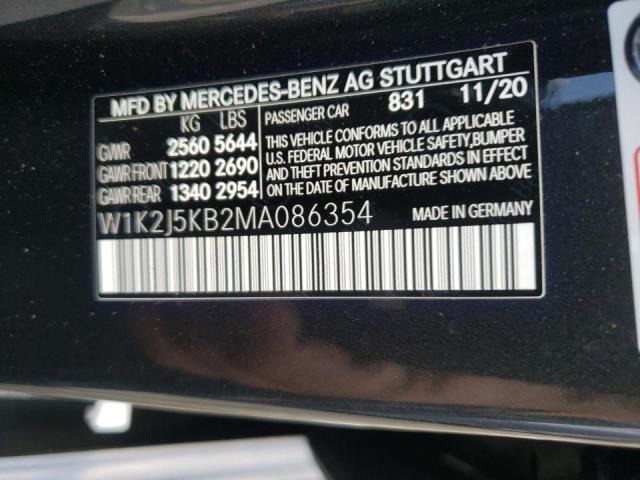 MFD BY MERCEDES-BENZ AG STUTTGART
KG LBS PASSENGER CAR 831 11/20
GVWR 2560 5644 THIS VEHICLE CONFORMS TO ALL APPLICABLE
GAWR FRONT 1220 2690 U.S. FEDERAL MOTOR VEHICLE SAFETY, BUMPER
GAWR REAR 1340 2954 AND THEFT PREVENTION STANDARDS IN EFFECT
ON THE DATE OF MANUFACTURE SHOWN ABOVE
W1K2J5KB2MA086354 MADE IN GERMANY